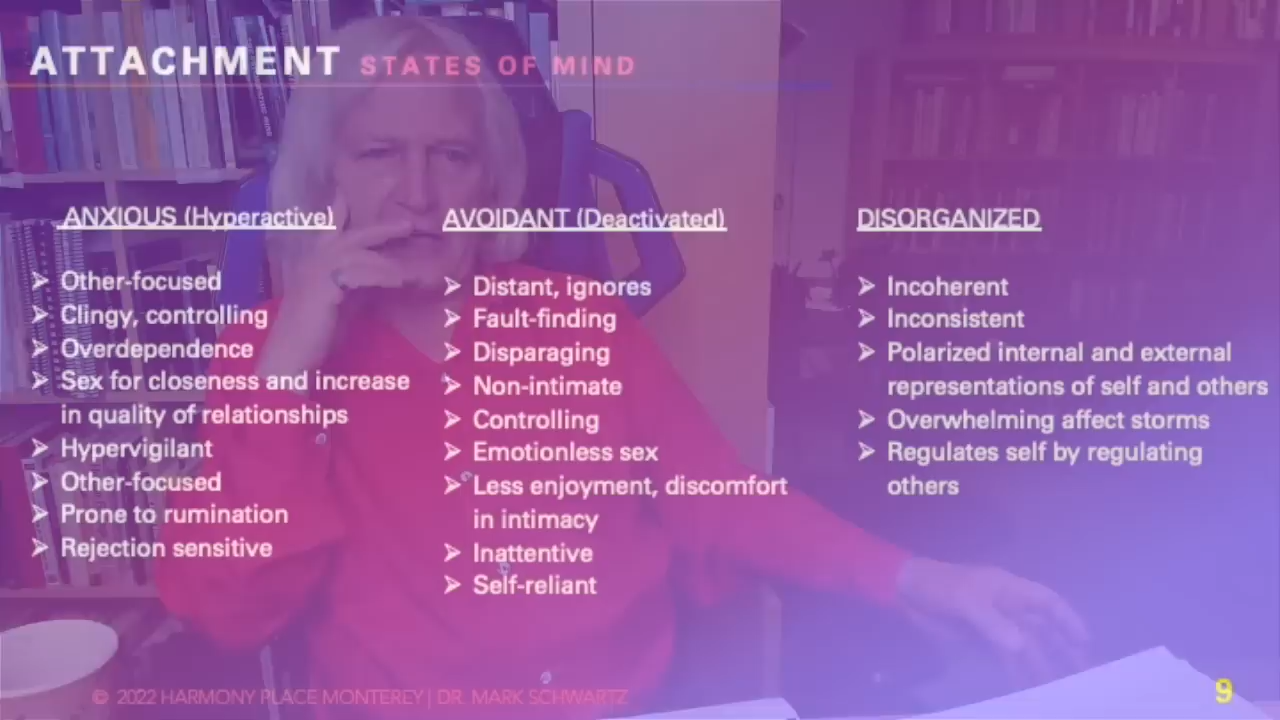 ATTACHMENT STATES OF MIND
ANXIOUS (Hyperactive)
Other-focused
Clingy, controlling
Overdependence
Sex for closeness and increase
in quality of relationships
Hypervigilant
Other-focused
Prone to rumination
Rejection sensitive
AVOIDANT (Deactivated)
Distant, ignores
Fault-finding
Disparaging
Non-intimate
Controlling
Emotionless sex
Less enjoyment, discomfort
in intimacy
Inattentive
Self-reliant
DISORGANIZED
Incoherent
Inconsistent
Polarized internal and external
representations of self and others
Overwhelming affect storms
Regulates self by regulating
others
© 2022 HARMONY PLACE MONTEREY | DR. MARK SCHWARTZ
9